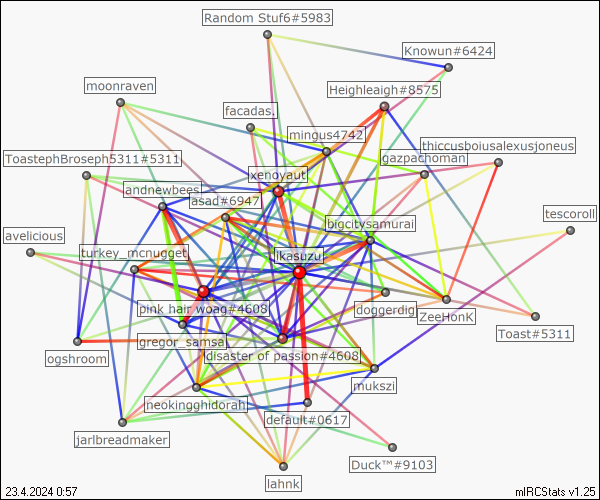 Random Stuf6#5983
Knowun#6424
moonraven
Heighleaigh#8575
facadas.
mingus4742
thiccusboiusalexusjoneus
ToastephBroseph5311#5311
gazpachoman
xenoyaut
andnewbees
asad#6947
tescoroll
bigcitysamurai
avelicious
turkey_mcnugget
ikasuzu
pink hair woag#4608
doggerdig
ZeeHonK
Toast#5311
gregor_samsa
disaster of passion#4608
ogshroom
mukszi
neokingghidorah
default#0617
jarlbreadmaker
Duck™#9103
lahnk
23.4.2024 0:57
mIRCStats v1.25